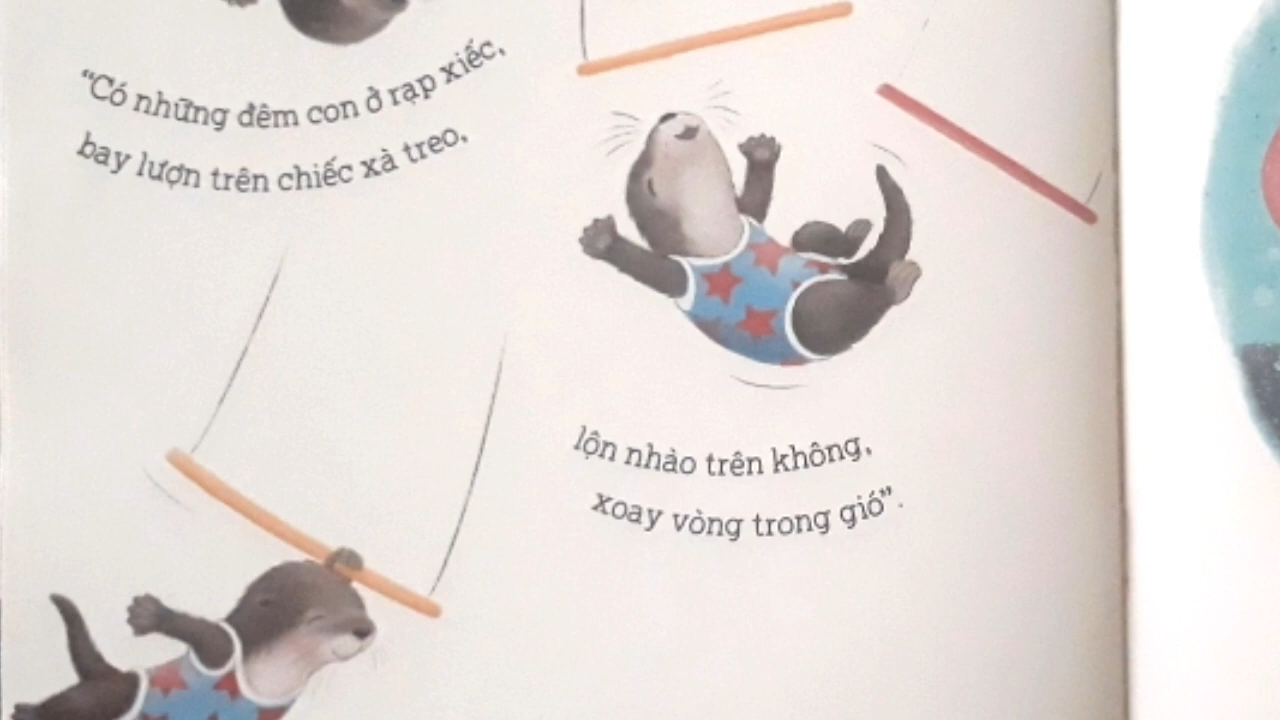 “Có những đêm con ở rạp xiếc,
bay lượn trên chiếc xà treo,
lộn nhào trên không,
xoay vòng trong gió”.